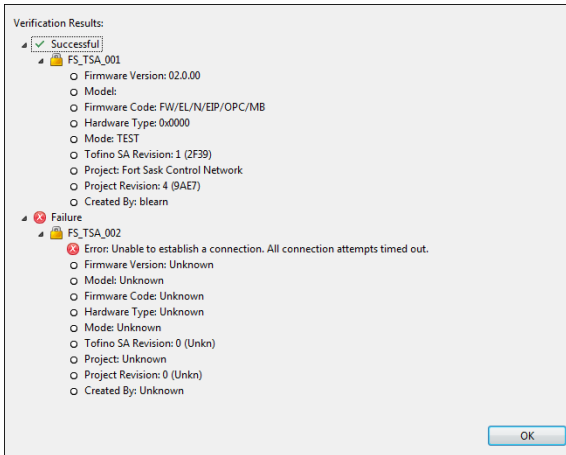 Verification Results:
Successful
FS_TSA_001
Firmware Version: 02.0.00
Model:
Firmware Code: FW/EL/N/EIP/OPC/MB
Hardware Type: 0x0000
Mode: TEST
Tofino SA Revision: 1 (2F39)
Project: Fort Sask Control Network
Project Revision: 4 (9AE7)
Created By: blearn
Failure
FS_TSA_002
Error: Unable to establish a connection. All connection attempts timed out.
Firmware Version: Unknown
Model: Unknown
Firmware Code: Unknown
Hardware Type: Unknown
Mode: Unknown
Tofino SA Revision: 0 (Unkn)
Project: Unknown
Project Revision: 0 (Unkn)
Created By: Unknown
OK